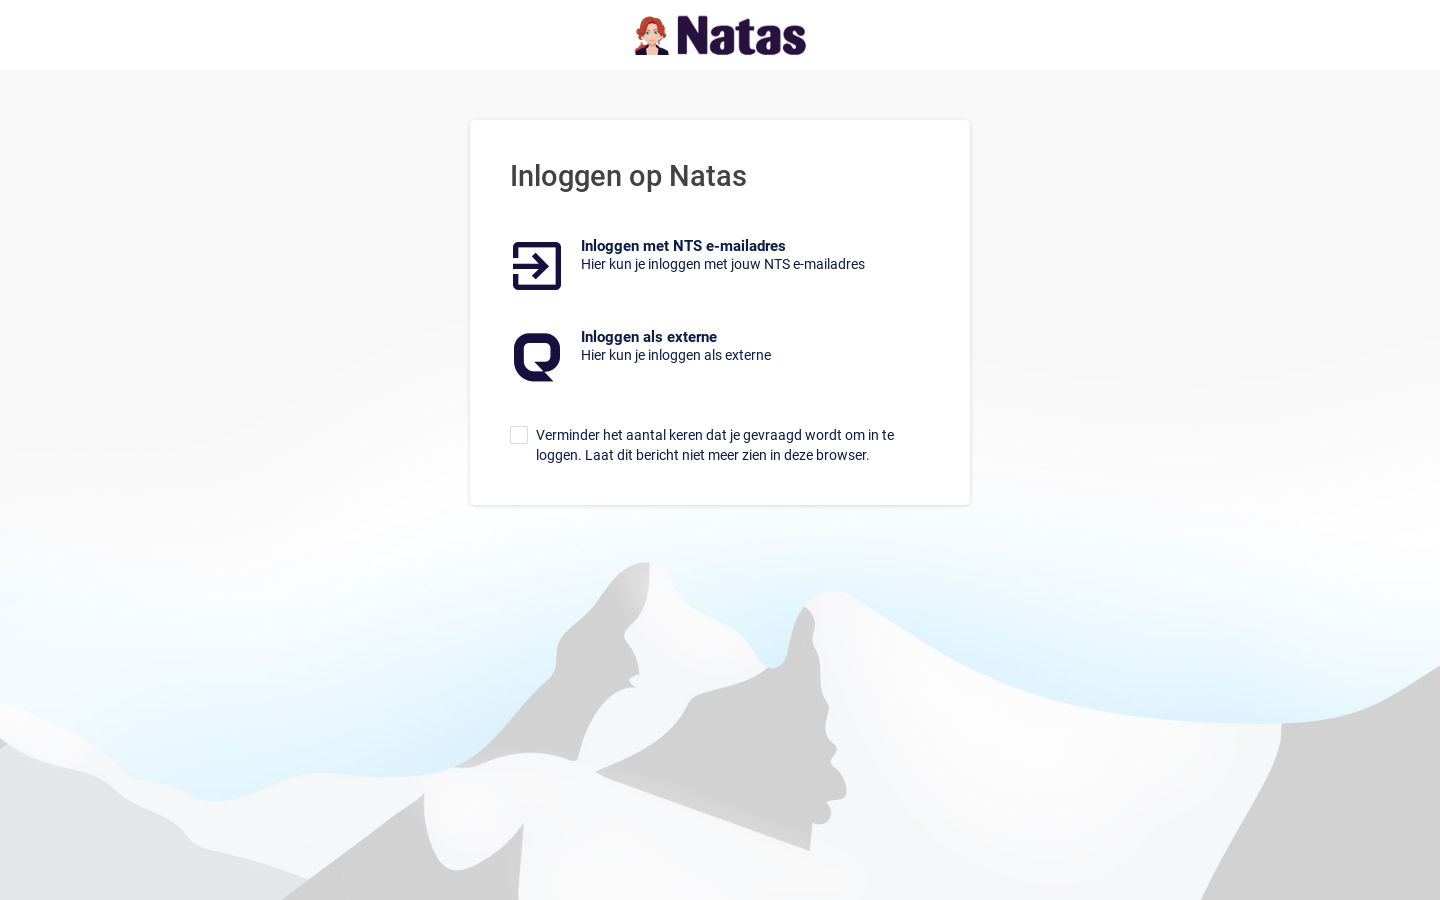 Natas
Inloggen op Natas
Inloggen met NTS e-mailadres
Hier kun je inloggen met jouw NTS e-mailadres
Inloggen als externe
Hier kun je inloggen als externe
Verminder het aantal keren dat je gevraagd wordt om in te
loggen. Laat dit bericht niet meer zien in deze browser.